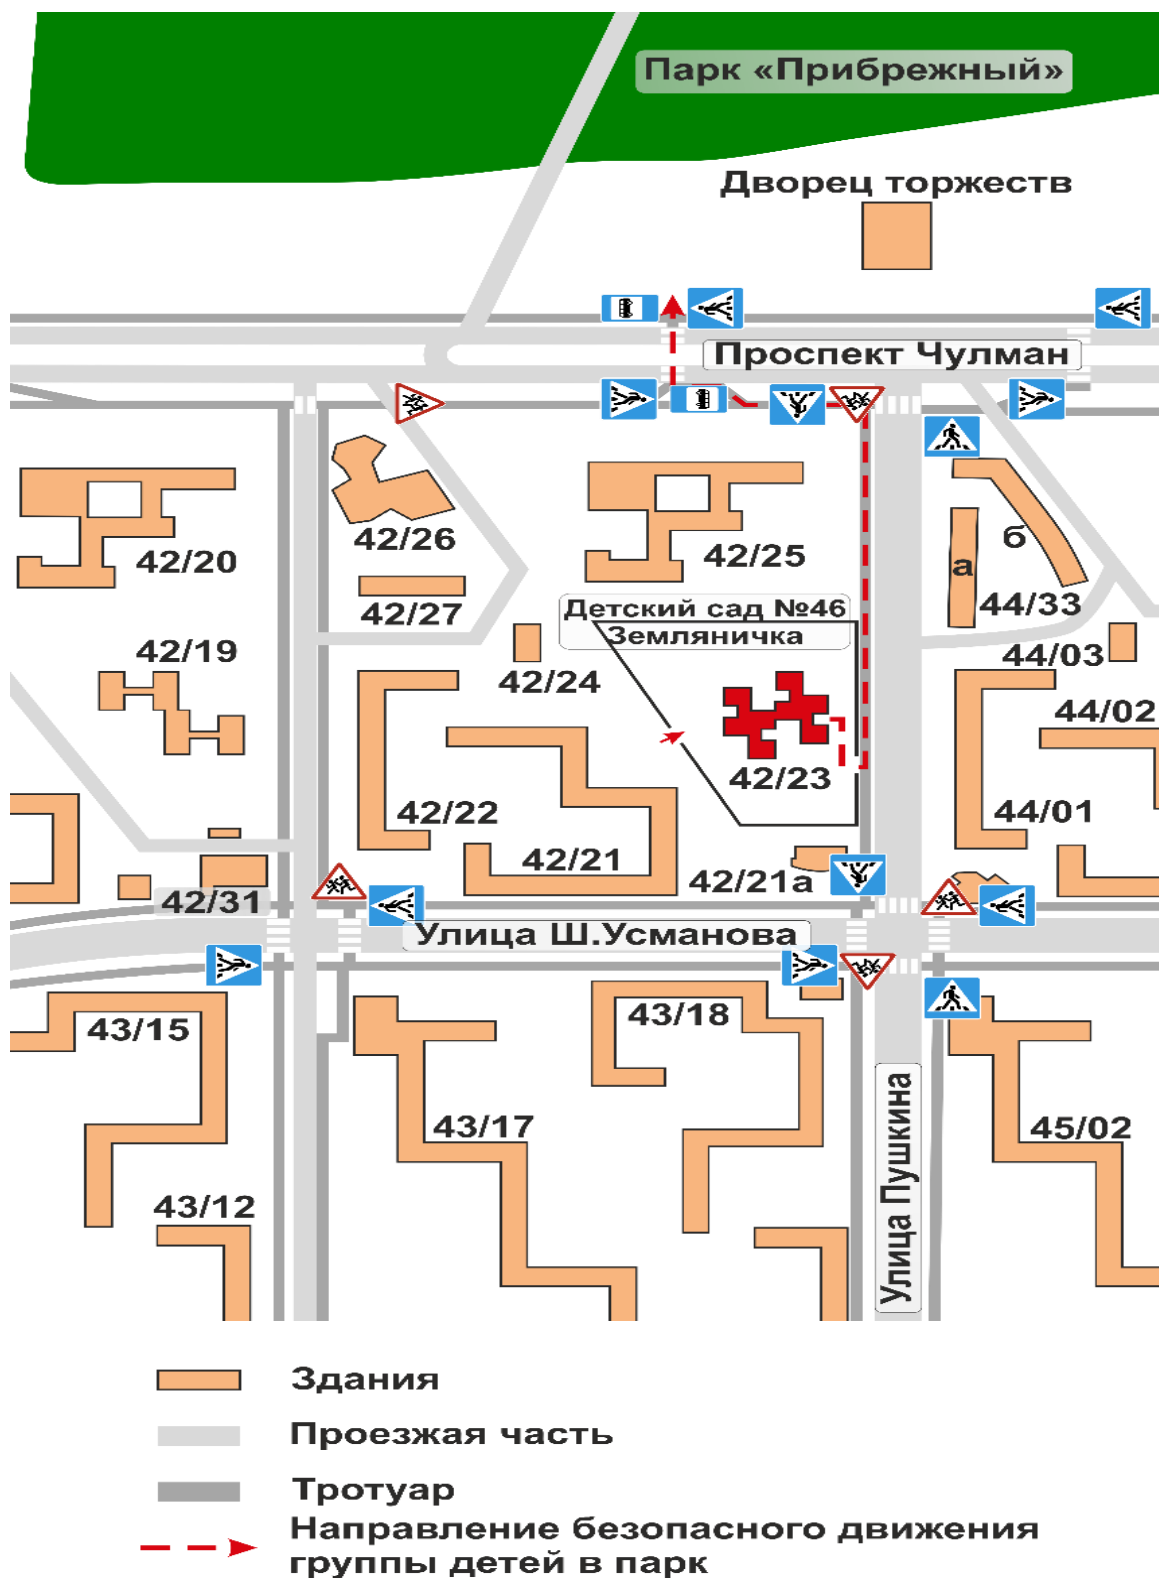 Парк «Прибрежный»
Дворец торжеств
Проспект Чулман
42/20
42/26
42/27
42/25
б
а
44/33
Детский сад №46
Земляничка
42/19
42/24
44/03
44/02
42/23
42/22
42/21
42/21а
44/01
42/31
Улица Ш.Усманова
43/15
43/18
43/17
45/02
43/12
Улица Пушкина
Здания
Проезжая часть
Тротуар
Направление безопасного движения
группы детей в парк